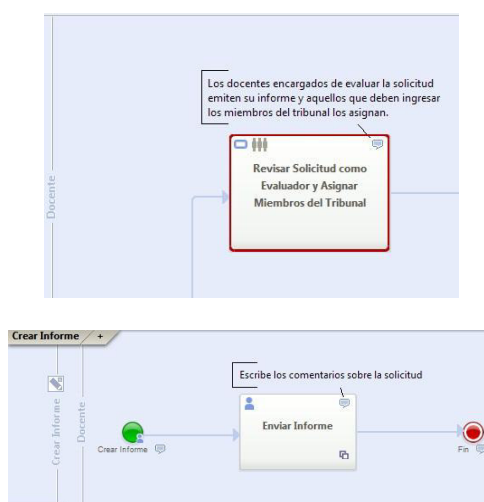 Los docentes encargados de evaluar la solicitud
emiten su informe y aquellos que deben ingresar
los miembros del tribunal los asignan.
Revisar Solicitud como
Evaluador y Asignar
Miembros del Tribunal
Docente
Crear Informe +
Crear Informe
Docente
Escribe los comentarios sobre la solicitud
Enviar Informe
Crear Informe
Fin